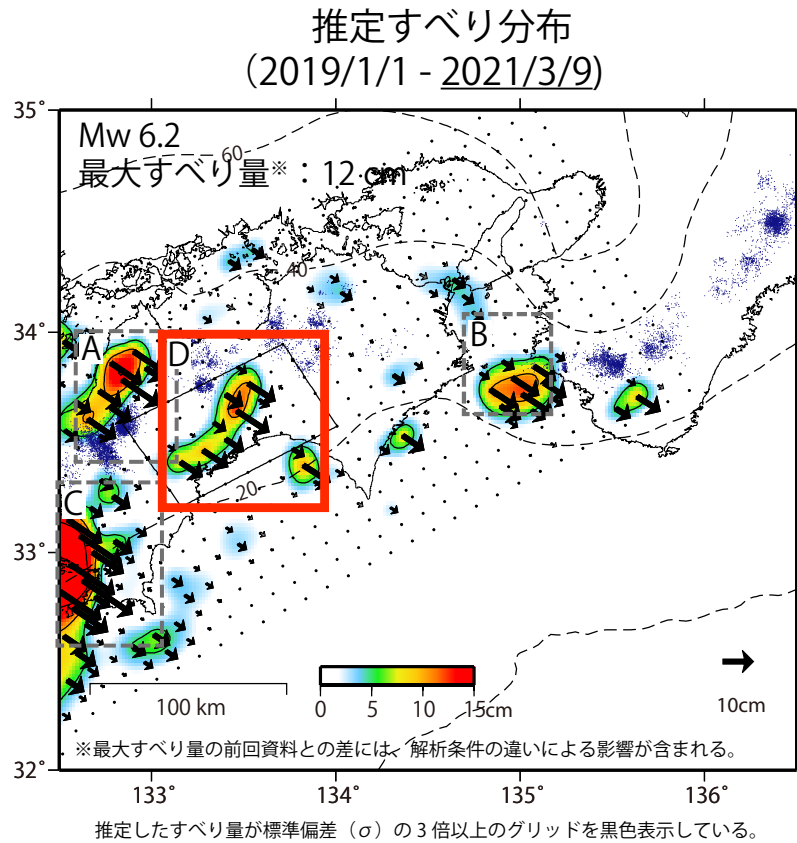 推定すべり分布
(2019/1/1 - 2021/3/9)
35°
Mw 6.2
最大すべり量※：12 cm
60
40
34°
A
D
B
20
C
33°
100 km
0 5 10 15cm
10cm
※最大すべり量の前回資料との差には、解析条件の違いによる影響が含まれる。
32°
133° 134° 135° 136°
推定したすべり量が標準偏差（σ）の３倍以上のグリッドを黒色表示している。